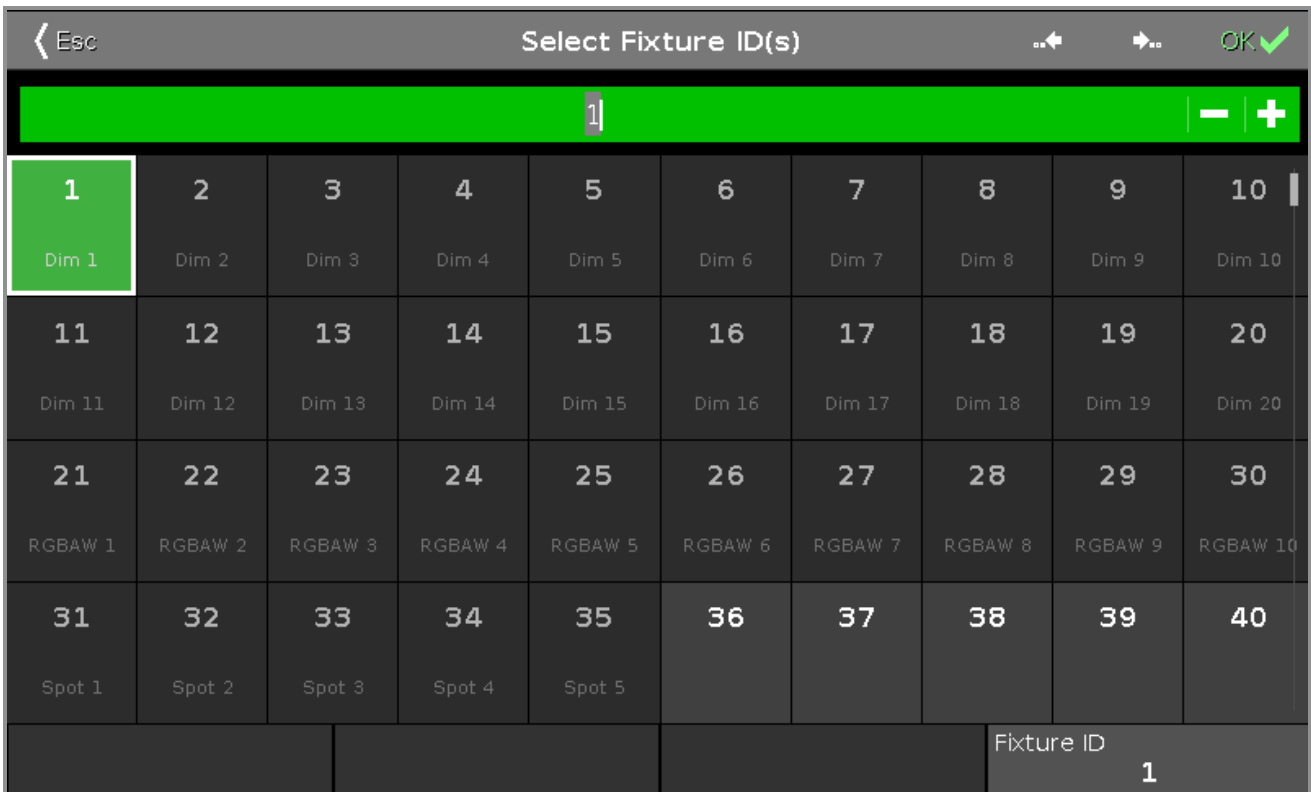 Esc Select Fixture ID(s) OK
1
1 2 3 4 5 6 7 8 9 10
Dim 1 Dim 2 Dim 3 Dim 4 Dim 5 Dim 6 Dim 7 Dim 8 Dim 9 Dim 10
11 12 13 14 15 16 17 18 19 20
Dim 11 Dim 12 Dim 13 Dim 14 Dim 15 Dim 16 Dim 17 Dim 18 Dim 19 Dim 20
21 22 23 24 25 26 27 28 29 30
RGBAW 1 RGBAW 2 RGBAW 3 RGBAW 4 RGBAW 5 RGBAW 6 RGBAW 7 RGBAW 8 RGBAW 9 RGBAW 10
31 32 33 34 35 36 37 38 39 40
Spot 1 Spot 2 Spot 3 Spot 4 Spot 5
Fixture ID
1